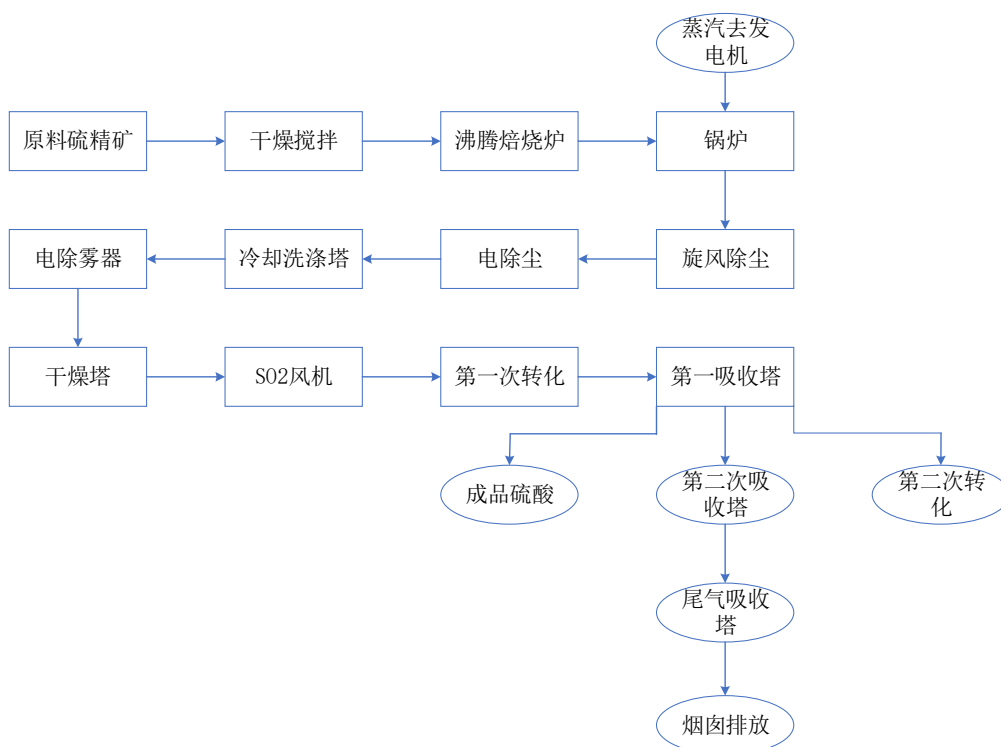 蒸汽去发
电机
原料硫精矿
干燥搅拌
沸腾焙烧炉
锅炉
电除雾器
冷却洗涤塔
电除尘
旋风除尘
干燥塔
SO2风机
第一次转化
第一吸收塔
成品硫酸
第二次吸
收塔
第二次转
化
尾气吸收
塔
烟囱排放